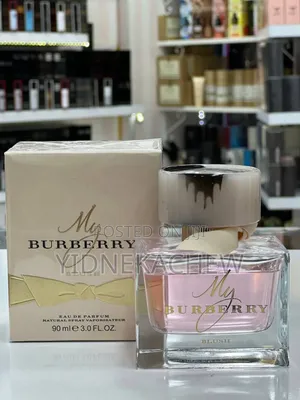 POSTED ON
YIDNEKACHEW
My
BURBERRY
EAU DE PARFUM
NATURAL SPRAY VAPORISATEUR
90 ml ℮ 3.0 FL.OZ.
My
BURBERRY
BLUSH